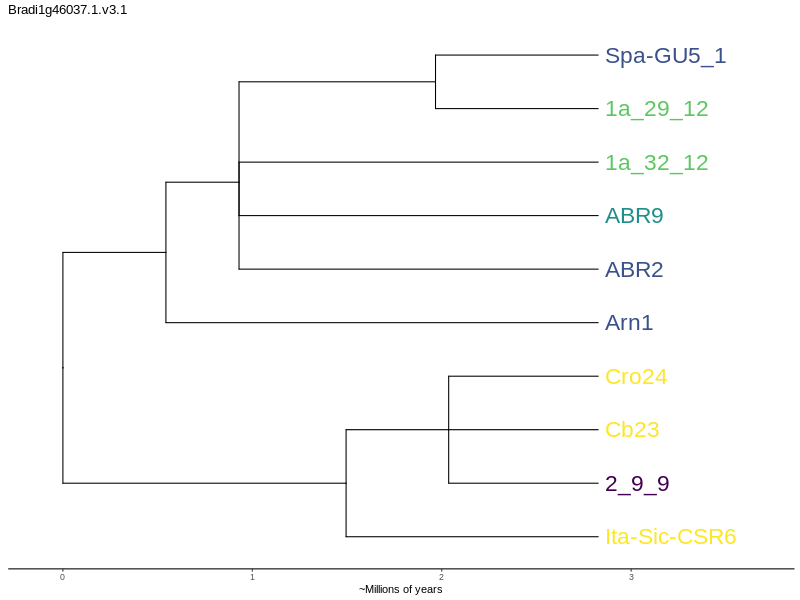 Bradi1g46037.1.v3.1
Spa-GU5_1
1a_29_12
1a_32_12
ABR9
ABR2
Arn1
Cro24
Cb23
2_9_9
Ita-Sic-CSR6
0 1 2 3
~Millions of years